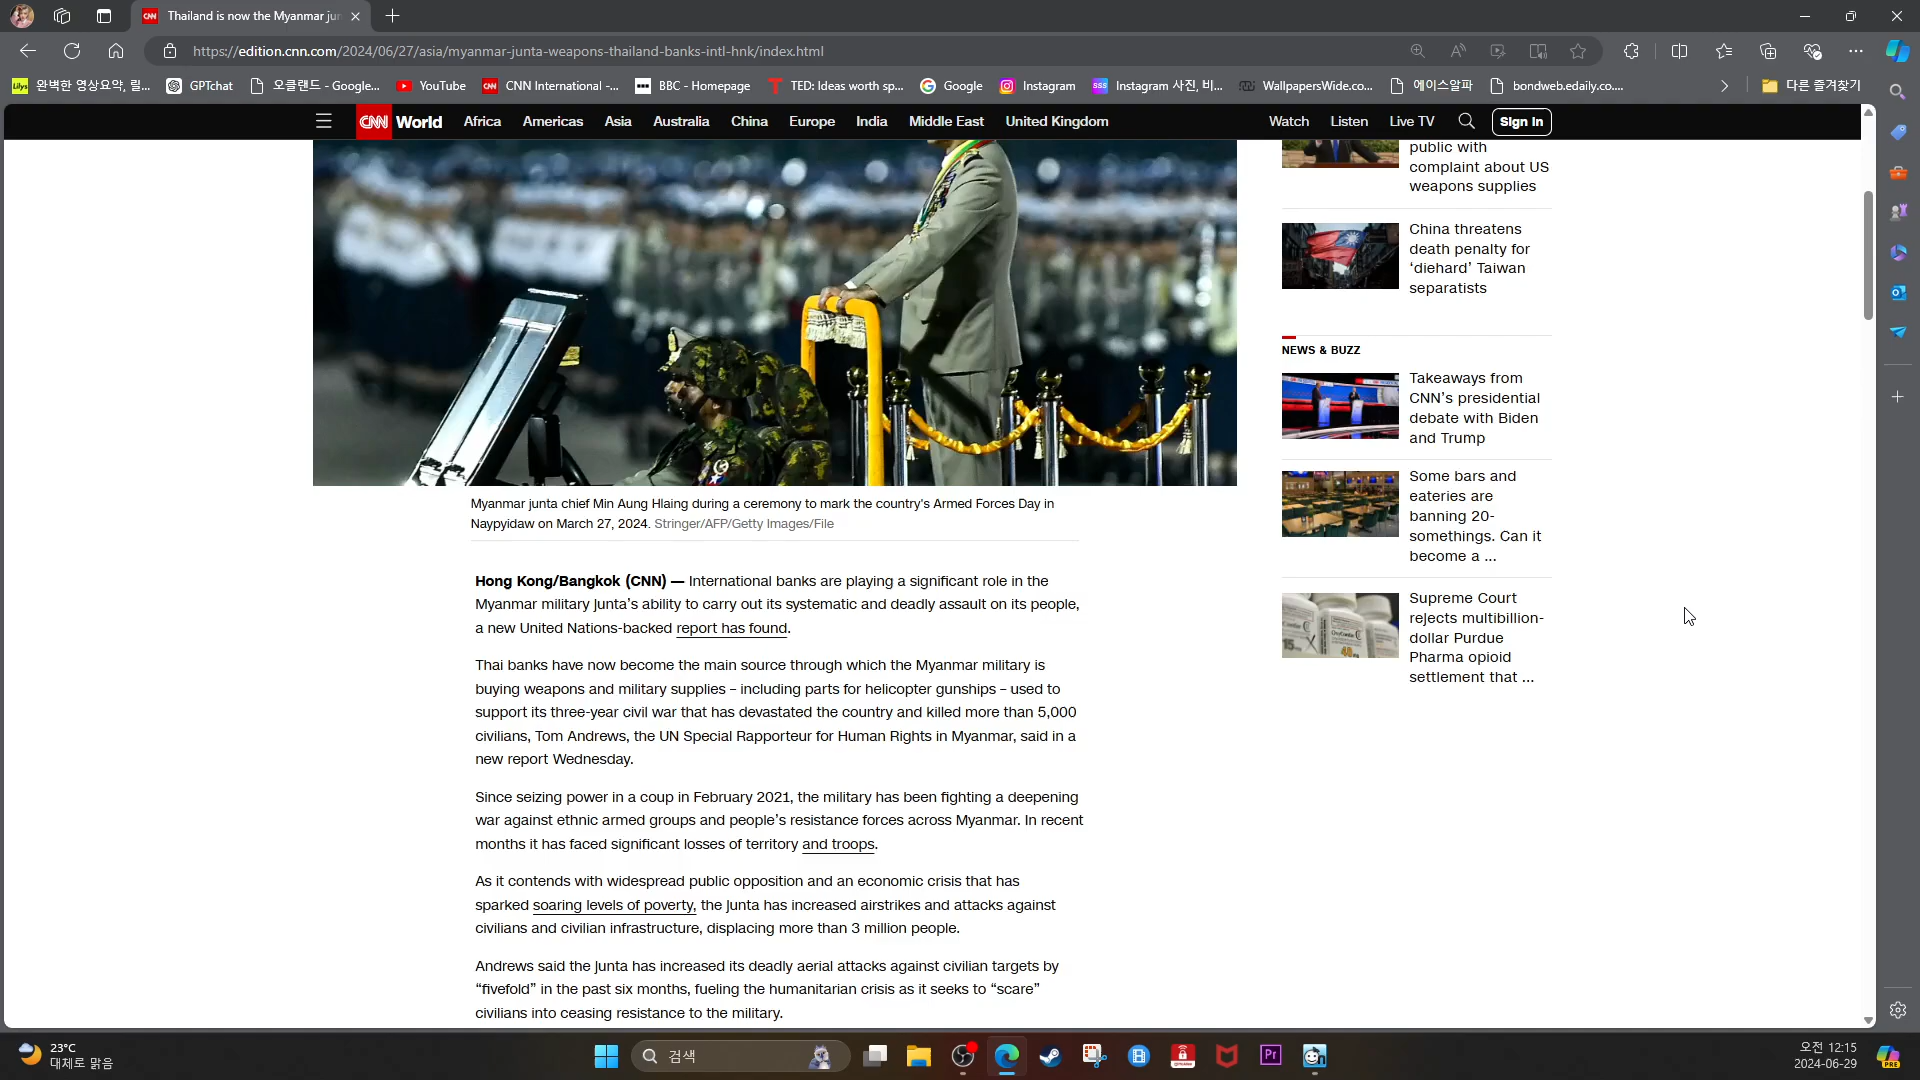 Thailand is now the Myanmar jun
https://edition.cnn.com/2024/06/27/asia/myanmar-junta-weapons-thailand-banks-intl-hnk/index.html
완벽한 영상요약, 릴...
GPTchat
오클랜드 - Google...
YouTube
CNN International -...
BBC - Homepage
TED: Ideas worth sp...
Google
Instagram
Instagram 사진, 비...
WallpapersWide.co...
에이스알파
bondweb.edaily.co....
다른 즐겨찾기
CNN World
Africa
Americas
Asia
Australia
China
Europe
India
Middle East
United Kingdom
Watch
Listen
Live TV
Sign in
public with
complaint about US
weapons supplies
China threatens
death penalty for
‘diehard’ Taiwan
separatists
NEWS & BUZZ
Takeaways from
CNN’s presidential
debate with Biden
and Trump
Some bars and
eateries are
banning 20-
somethings. Can it
become a ...
Supreme Court
rejects multibillion-
dollar Purdue
Pharma opioid
settlement that ...
Myanmar junta chief Min Aung Hlaing during a ceremony to mark the country's Armed Forces Day in
Naypyidaw on March 27, 2024. Stringer/AFP/Getty Images/File
Hong Kong/Bangkok (CNN) — International banks are playing a significant role in the
Myanmar military junta’s ability to carry out its systematic and deadly assault on its people,
a new United Nations-backed report has found.
Thai banks have now become the main source through which the Myanmar military is
buying weapons and military supplies – including parts for helicopter gunships – used to
support its three-year civil war that has devastated the country and killed more than 5,000
civilians, Tom Andrews, the UN Special Rapporteur for Human Rights in Myanmar, said in a
new report Wednesday.
Since seizing power in a coup in February 2021, the military has been fighting a deepening
war against ethnic armed groups and people’s resistance forces across Myanmar. In recent
months it has faced significant losses of territory and troops.
As it contends with widespread public opposition and an economic crisis that has
sparked soaring levels of poverty, the junta has increased airstrikes and attacks against
civilians and civilian infrastructure, displacing more than 3 million people.
Andrews said the junta has increased its deadly aerial attacks against civilian targets by
“fivefold” in the past six months, fueling the humanitarian crisis as it seeks to “scare”
civilians into ceasing resistance to the military.
23°C
대체로 맑음
검색
Pr
오전 12:15
2024-06-29
PRE